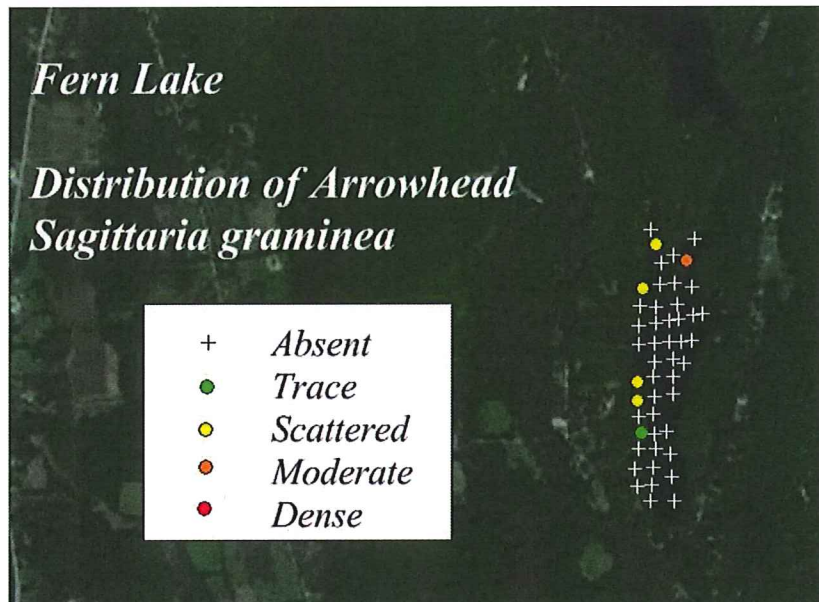 Fern Lake
Distribution of Arrowhead
Sagittaria graminea
Absent
Trace
Scattered
Moderate
Dense